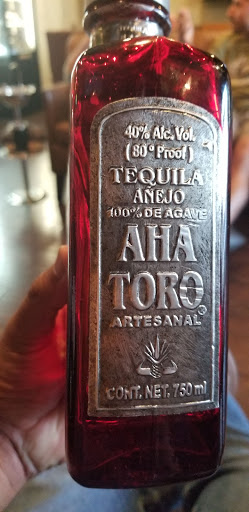 40% Alc. Vol.
(80° Proof)
TEQUILA
AÑEJO
100% DE AGAVE
AHA
TORO®
ARTESANAL
CONT. NET. 750 ml